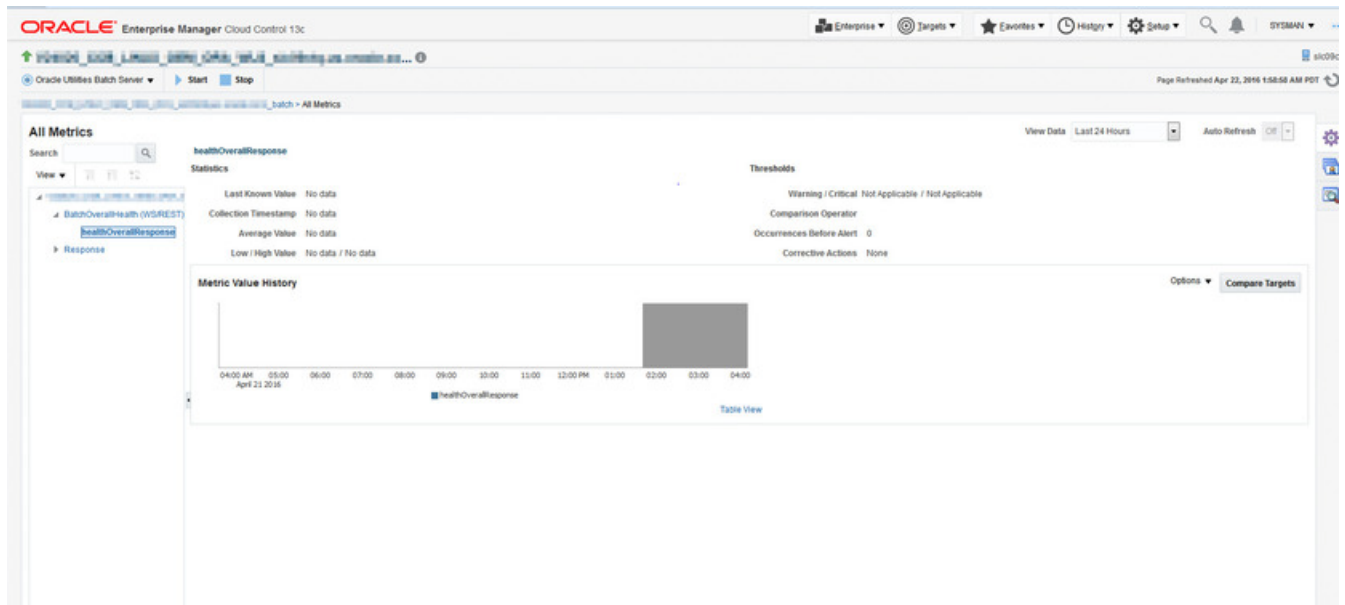 ORACLE Enterprise Manager Cloud Control 13c
Enterprise Targets Favorites History Setup SYSMAN
...
Oracle Utilities Batch Server Start Stop
Page Refreshed Apr 22, 2016 1:58:58 AM PDT
_batch > All Metrics
All Metrics
View Data Last 24 Hours Auto Refresh Off
Search
View
BatchOverallHealth (WS/REST)
healthOverallResponse
Response
healthOverallResponse
Statistics
Last Known Value No data
Collection Timestamp No data
Average Value No data
Low / High Value No data / No data
Thresholds
Warning / Critical Not Applicable / Not Applicable
Comparison Operator
Occurrences Before Alert 0
Corrective Actions None
Metric Value History
Options Compare Targets
04:00 AM 05:00 06:00 07:00 08:00 09:00 10:00 11:00 12:00 PM 01:00 02:00 03:00 04:00
April 21 2016
healthOverallResponse
Table View